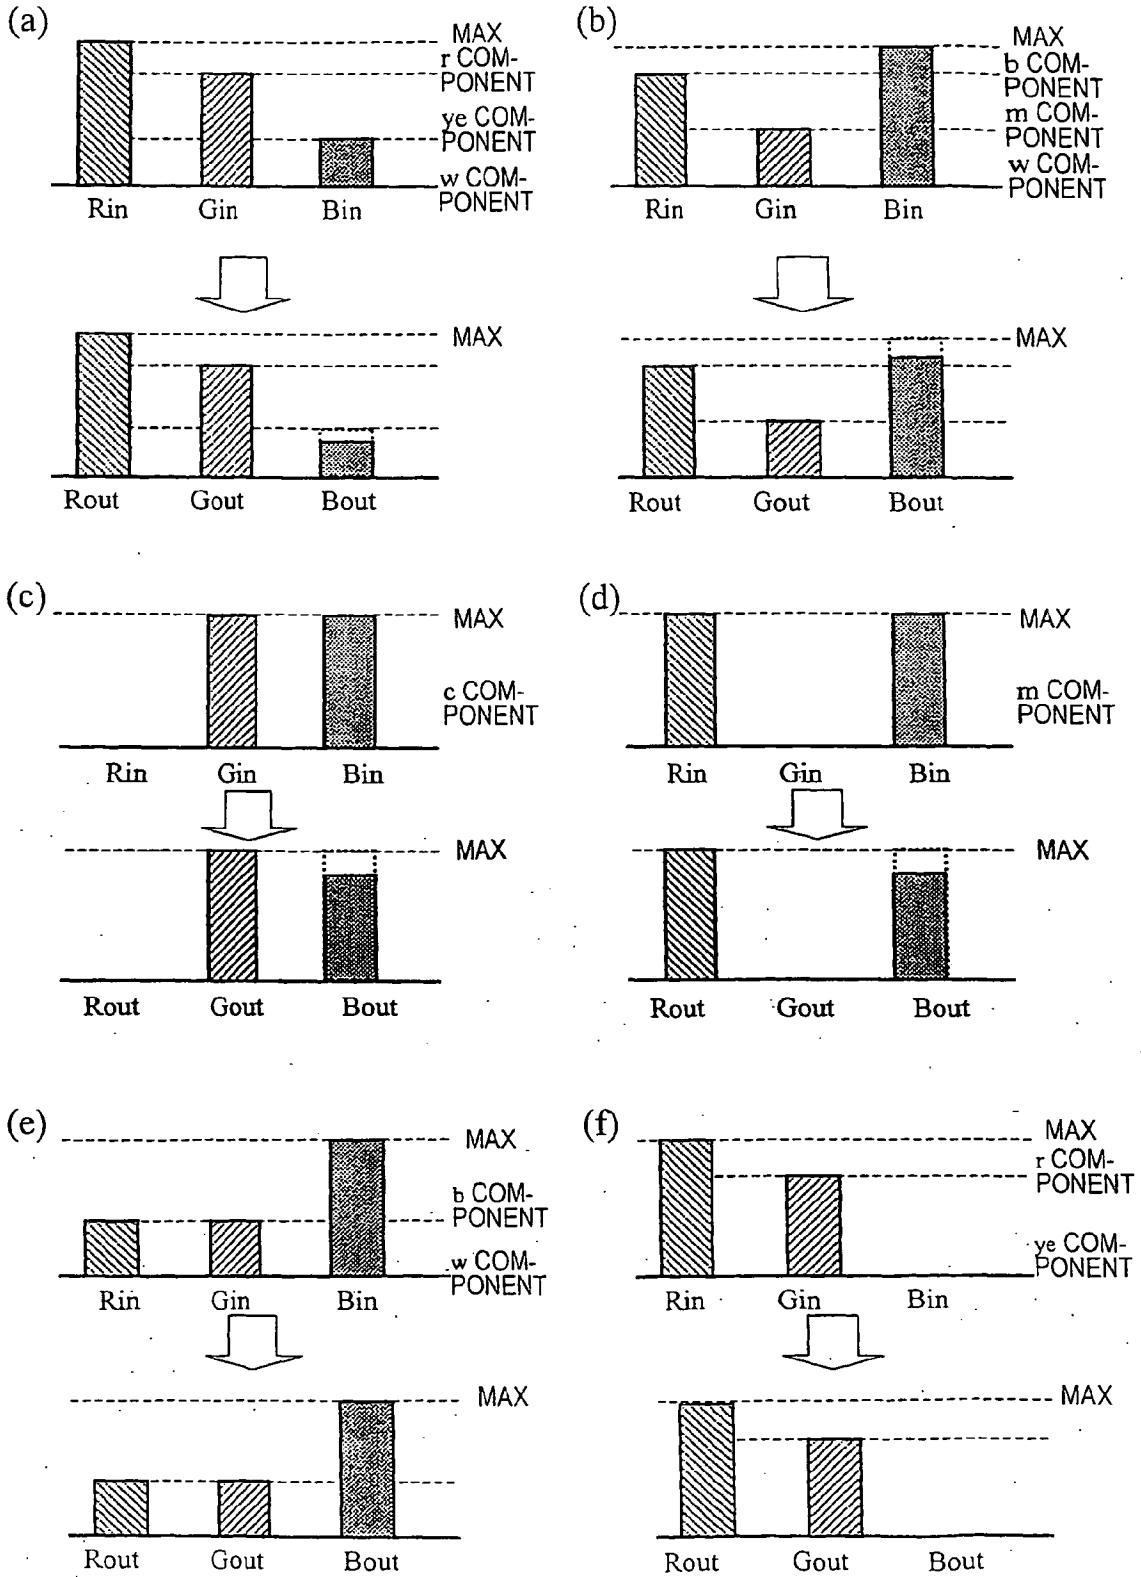 (a)
MAX
r COM-
PONENT
ye COM-
PONENT
w COM-
PONENT
Rin Gin Bin
MAX
Rout Gout Bout
(b)
MAX
b COM-
PONENT
m COM-
PONENT
w COM-
PONENT
Rin Gin Bin
MAX
Rout Gout Bout
(c)
MAX
c COM-
PONENT
Rin Gin Bin
MAX
Rout Gout Bout
(d)
MAX
m COM-
PONENT
Rin Gin Bin
MAX
Rout Gout Bout
(e)
MAX
b COM-
PONENT
w COM-
PONENT
Rin Gin Bin
MAX
Rout Gout Bout
(f)
MAX
r COM-
PONENT
ye COM-
PONENT
Rin Gin Bin
MAX
Rout Gout Bout